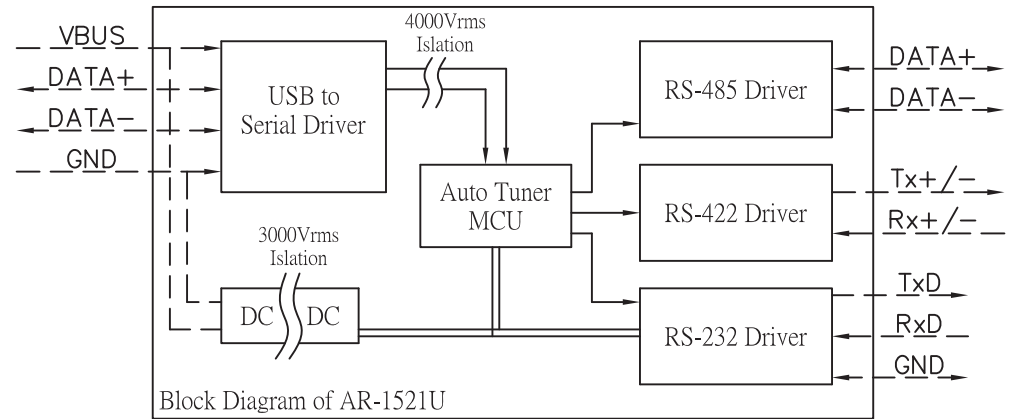 4000Vrms
Islation
VBUS
DATA+
DATA-
GND
USB to
Serial Driver
RS-485 Driver
DATA+
DATA-
Auto Tuner
MCU
RS-422 Driver
Tx+/-
Rx+/-
3000Vrms
Islation
DC DC
RS-232 Driver
TxD
RxD
GND
Block Diagram of AR-1521U